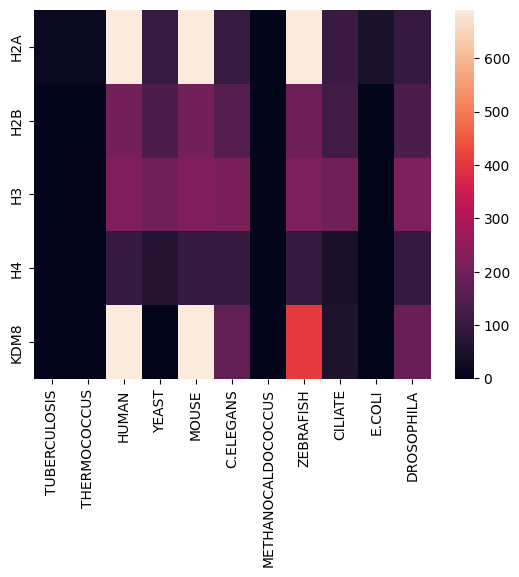 H2A
H2B
H3
H4
KDM8
TUBERCULOSIS
THERMOCOCCUS
HUMAN
YEAST
MOUSE
C.ELEGANS
METHANOCALDOCOCCUS
ZEBRAFISH
CILIATE
E.COLI
DROSOPHILA
600
500
400
300
200
100
0